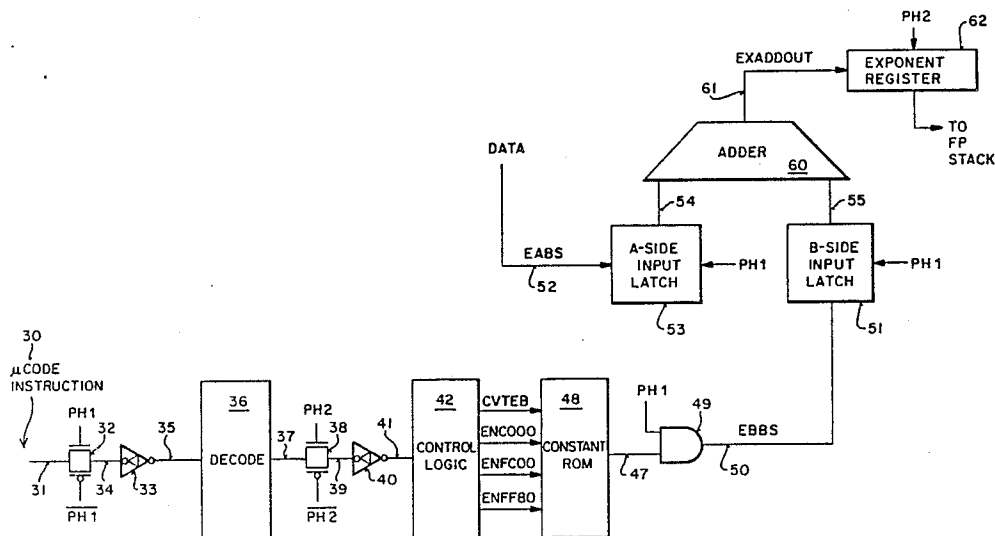 PH2
62
EXADDOUT
EXPONENT
REGISTER
61
TO
FP
STACK
ADDER
60
DATA
54
55
A-SIDE
INPUT
LATCH
B-SIDE
INPUT
LATCH
EABS
52
PH1
PH1
53
51
30
μCODE
INSTRUCTION
PH1
32
35
36
37
PH2
38
41
42
CVTEB
48
PH1
49
ENC000
DECODE
CONTROL
LOGIC
CONSTANT
ROM
EBBS
ENFC00
47
50
31
34
33
39
40
ENFF80
PH1
PH2